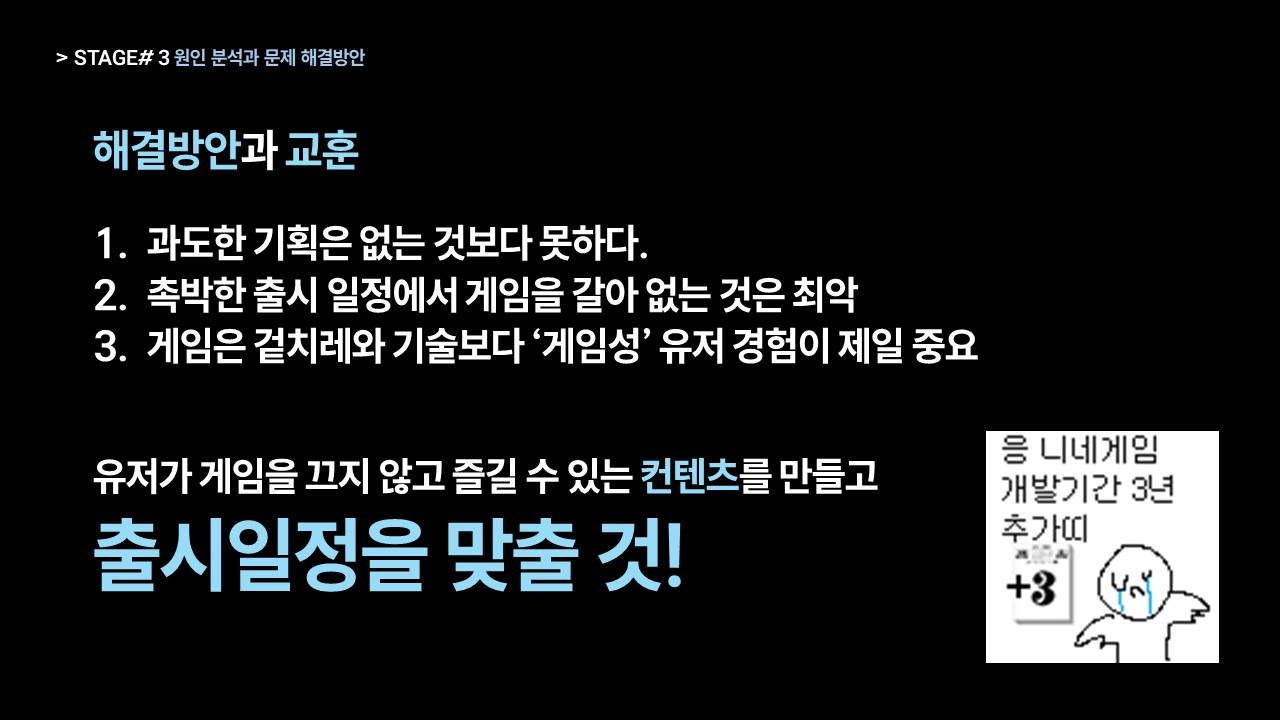 > STAGE# 3 원인 분석과 문제 해결방안
해결방안과 교훈
1. 과도한 기획은 없는 것보다 못하다.
2. 촉박한 출시 일정에서 게임을 갈아 없는 것은 최악
3. 게임은 겉치레와 기술보다 ‘게임성’ 유저 경험이 제일 중요
유저가 게임을 끄지 않고 즐길 수 있는 컨텐츠를 만들고
출시일정을 맞출 것!
응 니네게임
개발기간 3년
추가띠
+3